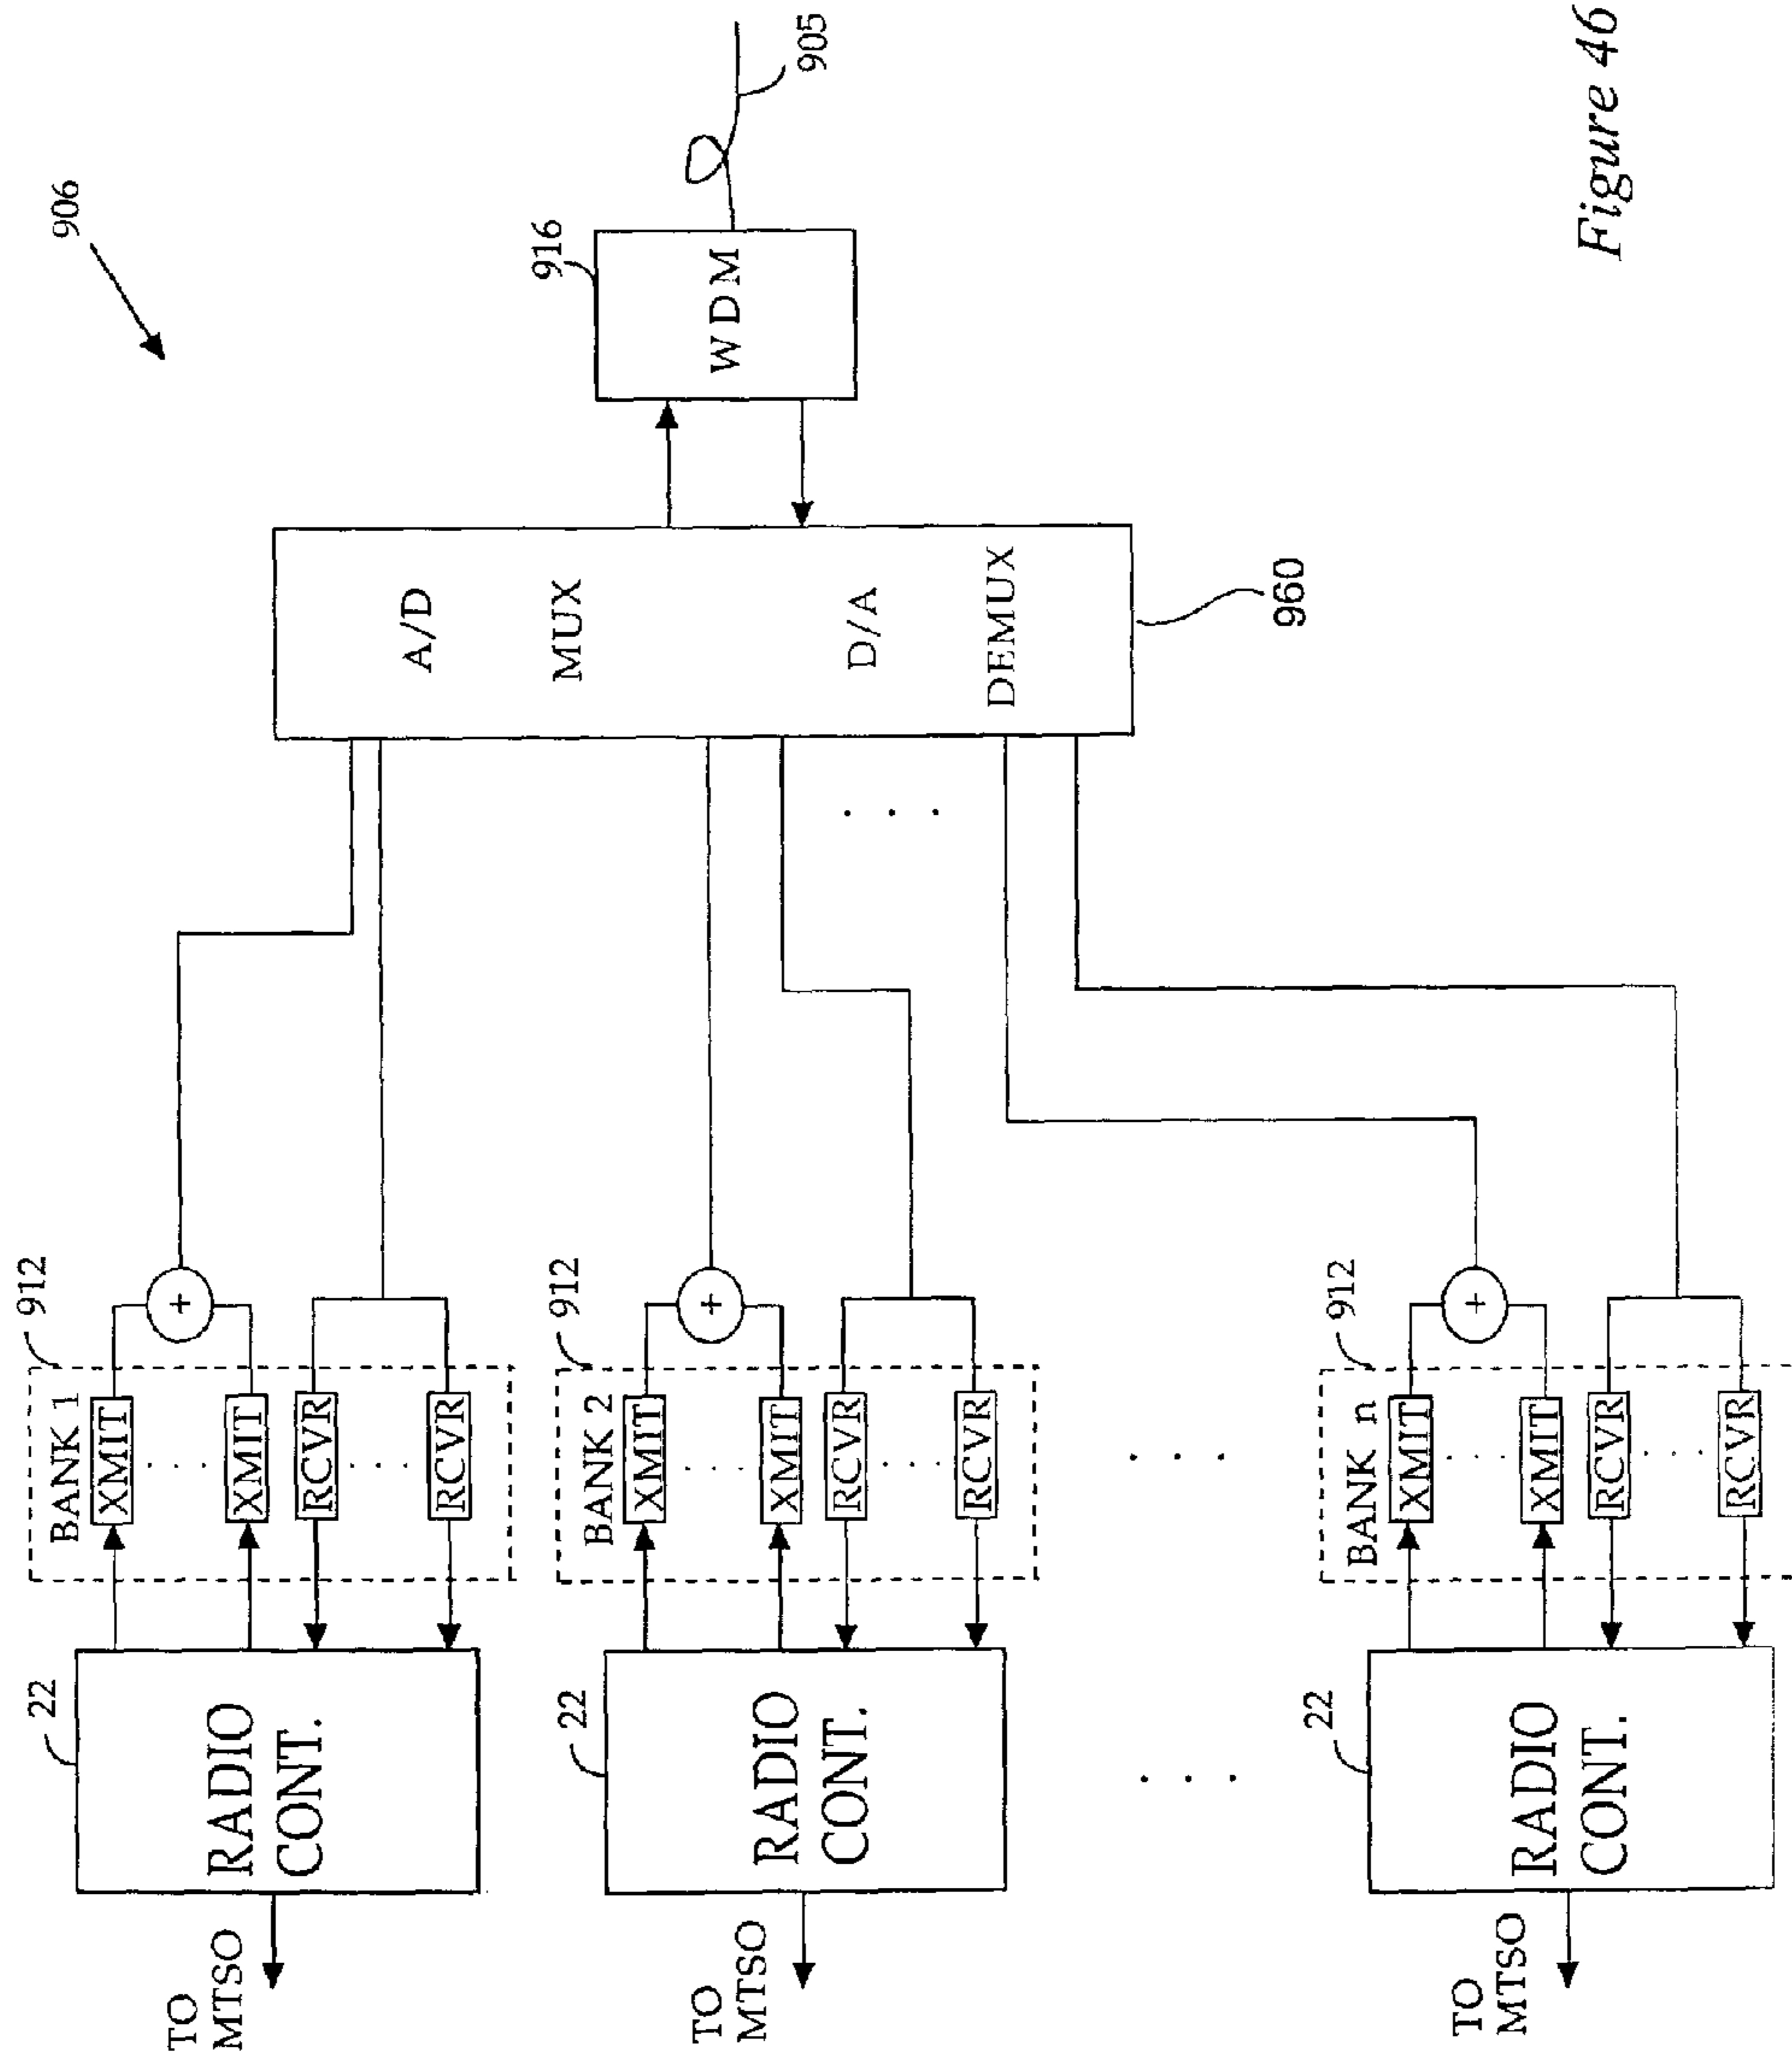 906
22
912
BANK 1
TO
MTSO
RADIO
CONT.
XMIT
. . .
XMIT
+
RCVR
. . .
RCVR
A/D
MUX
D/A
DEMUX
960
916
WDM
905
22
912
BANK 2
TO
MTSO
RADIO
CONT.
XMIT
. . .
XMIT
+
RCVR
. . .
RCVR
. . .
. . .
. . .
22
912
BANK n
TO
MTSO
RADIO
CONT.
XMIT
. . .
XMIT
+
RCVR
. . .
RCVR
Figure 46